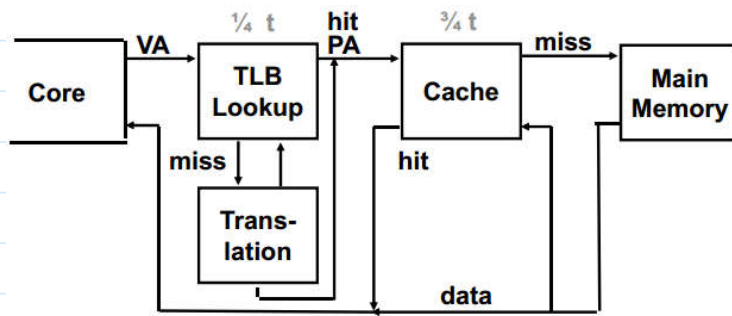 ¼ t
hit
¾ t
VA
PA
miss
Core
TLB
Lookup
Cache
Main
Memory
miss
hit
Trans-
lation
data